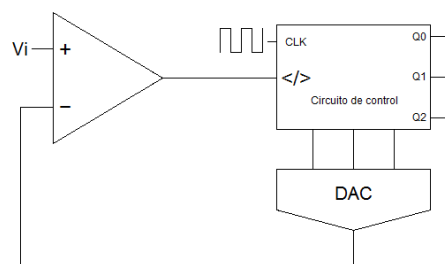 Vi
+
−
CLK
</>
Circuito de control
Q0
Q1
Q2
DAC